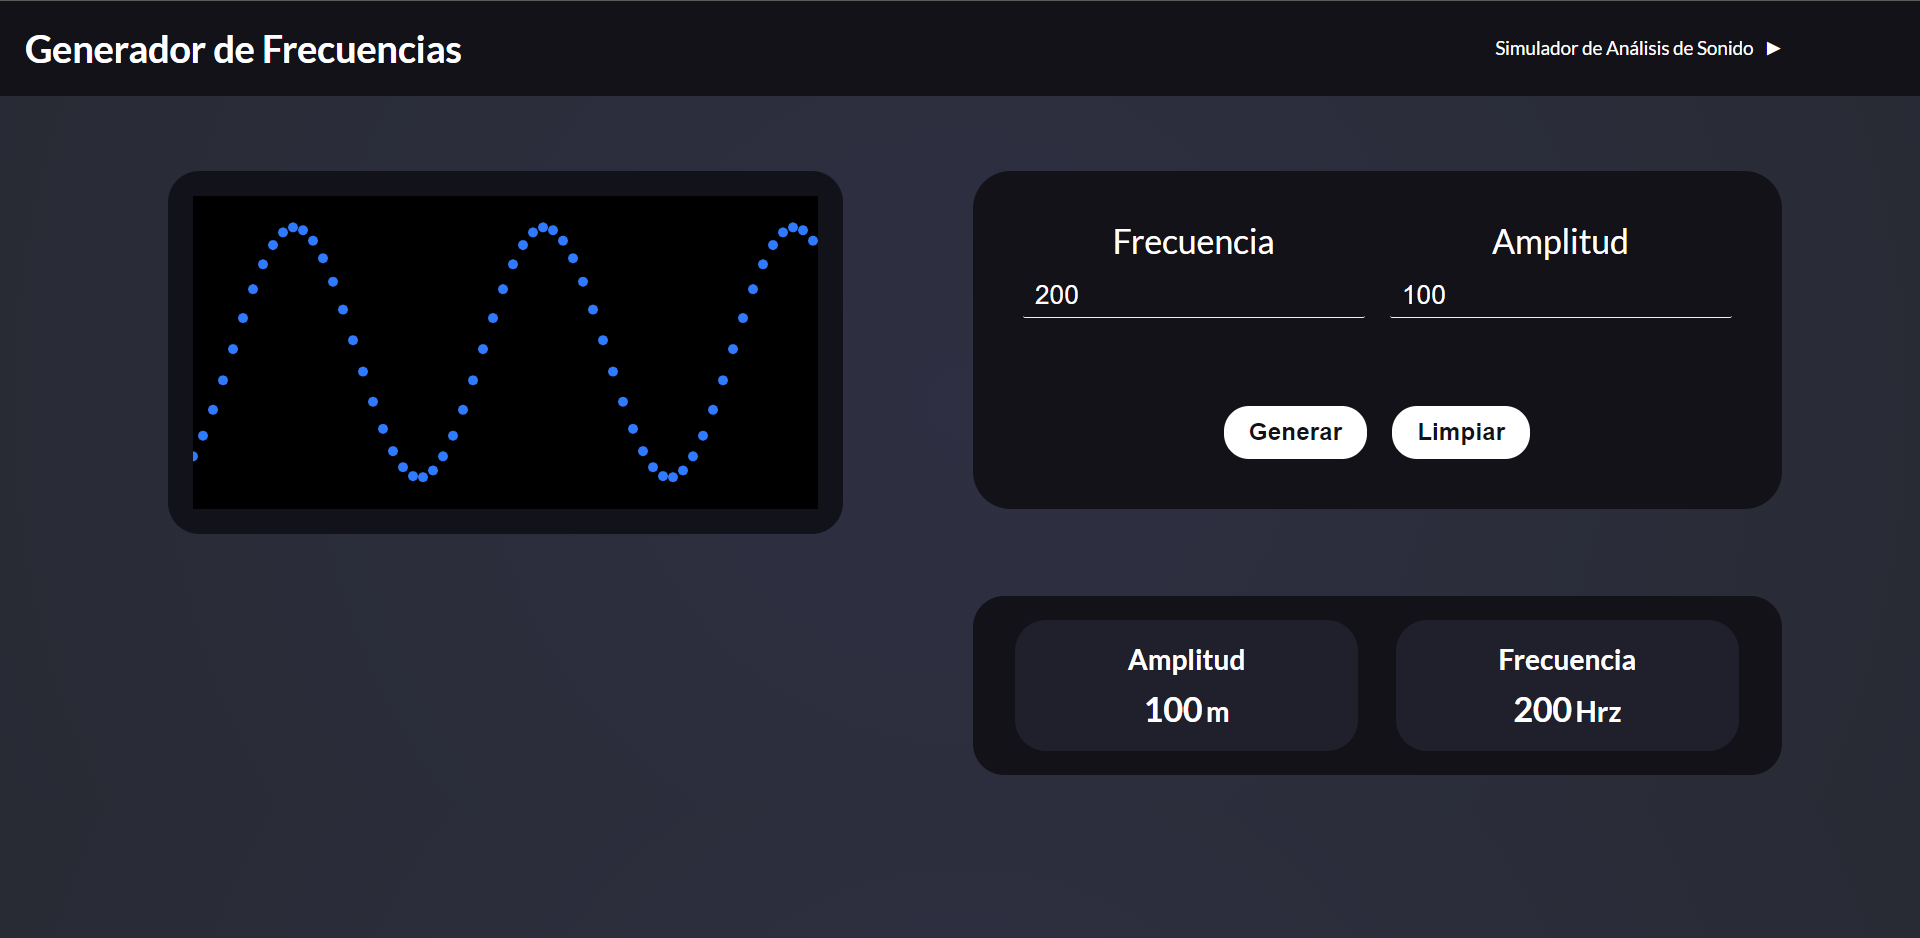 Generador de Frecuencias
Simulador de Análisis de Sonido
Frecuencia
Amplitud
200
100
Generar
Limpiar
Amplitud
100 m
Frecuencia
200 Hrz